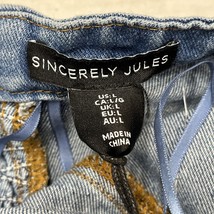 SINCERELY JULES
US:L
CA:L/G
UK:L
EU:L
AU:L
MADE IN
CHINA